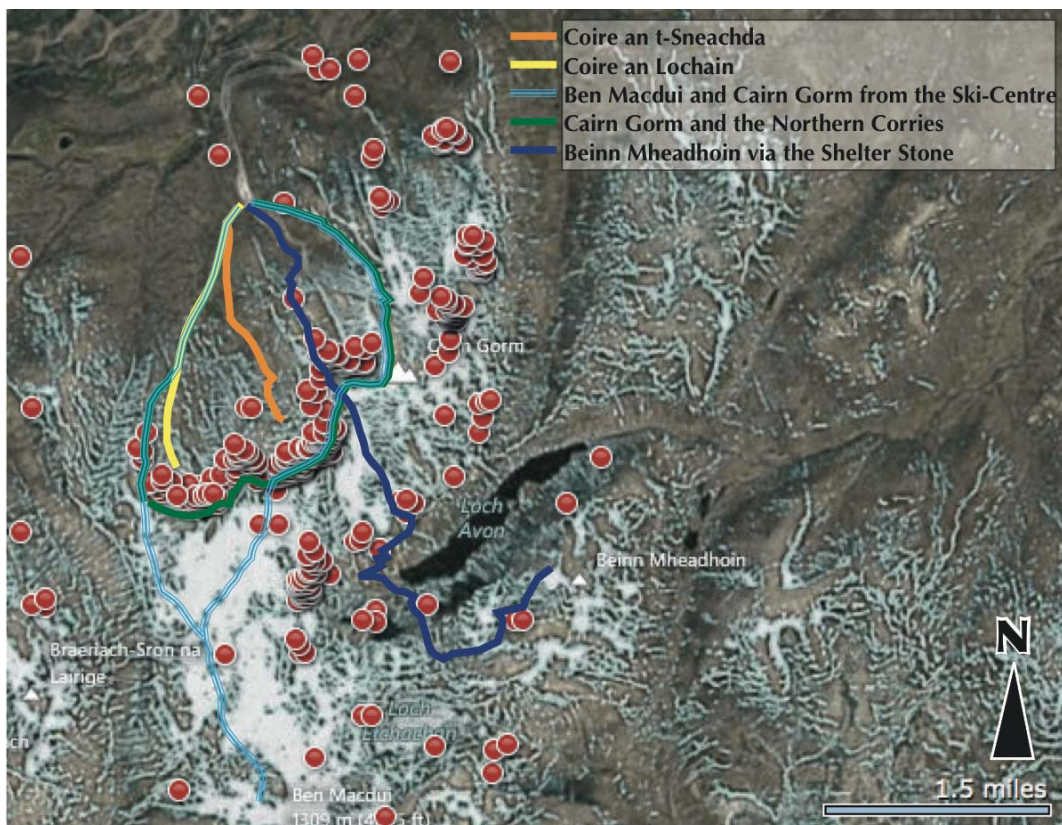 Coire an t-Sneachda
Coire an Lochain
Ben Macdui and Cairn Gorm from the Ski-Centre
Cairn Gorm and the Northern Corries
Beinn Mheadhoin via the Shelter Stone
Gorm
Loch
Avon
Beinn Mheadhoin
Braeriach-Sron na
Lairige
Loch
Etchachan
Ben Macdui
1309 m
N
1.5 miles